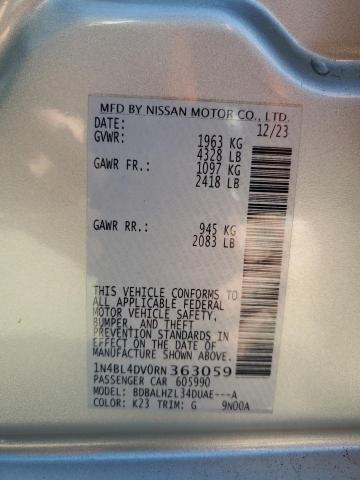 MFD BY NISSAN MOTOR CO., LTD.
DATE: 12/23
GVWR: 1963 KG
4328 LB
GAWR FR.: 1097 KG
2418 LB
GAWR RR.: 945 KG
2083 LB
THIS VEHICLE CONFORMS TO
ALL APPLICABLE FEDERAL
MOTOR VEHICLE SAFETY,
BUMPER, AND THEFT
PREVENTION STANDARDS IN
EFFECT ON THE DATE OF
MANUFACTURE SHOWN ABOVE.
1N4BL4DV0RN363059
PASSENGER CAR 605990
MODEL: BDBALHZL34DUAE---A
COLOR: K23 TRIM: G 9N00A